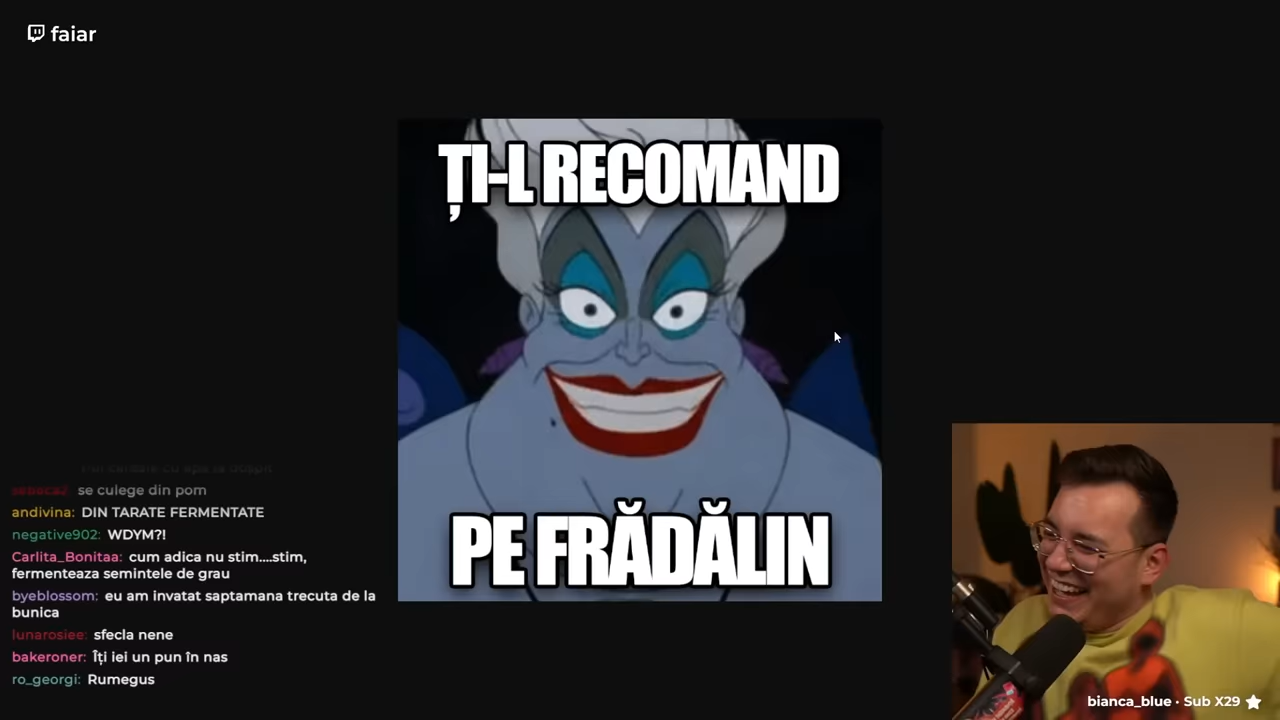 faiar
ȚI-L RECOMAND
PE FRĂDĂLIN
se culege din pom
andivina: DIN TARATE FERMENTATE
negative902: WDYM?!
Carlita_Bonitaa: cum adica nu stim....stim,
fermenteaza semintele de grau
byeblossom: eu am invatat saptamana trecuta de la
bunica
lunarosiee: sfecla nene
bakeroner: Îți iei un pun în nas
ro_georgi: Rumegus
bianca_blue · Sub X29